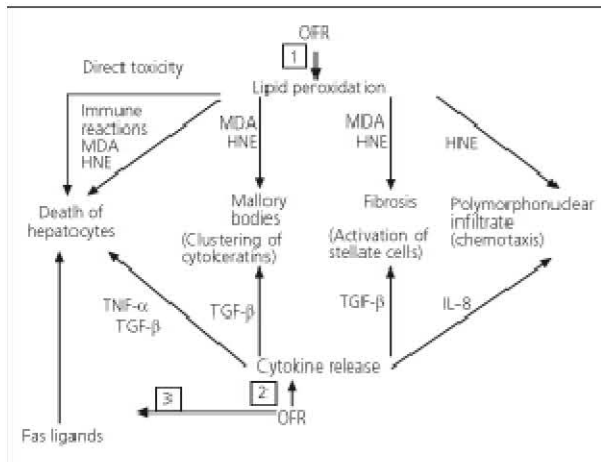 OFR
1
Direct toxicity
Lipid peroxidation
Immune
reactions
MDA
HNE
MDA
HNE
MDA
HNE
HNE
Death of
hepatocytes
Mallory
bodies
(Clustering of
cytokeratins)
Fibrosis
(Activation of
stellate cells)
Polymorphonuclear
infiltrate
(chemotaxis)
TNF-α
TGF-β
TGF-β
TGF-β
IL-8
Cytokine release
2
3
OFR
Fas ligands